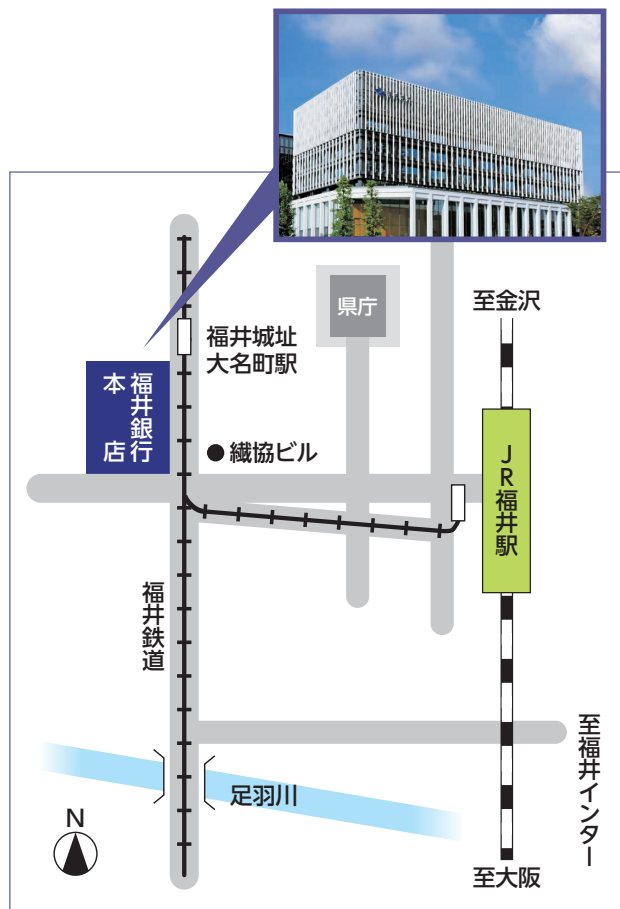 県庁
至金沢
福井城址
大名町駅
福井銀行
本店
繊協ビル
JR福井駅
福井鉄道
至福井インター
足羽川
N
至大阪